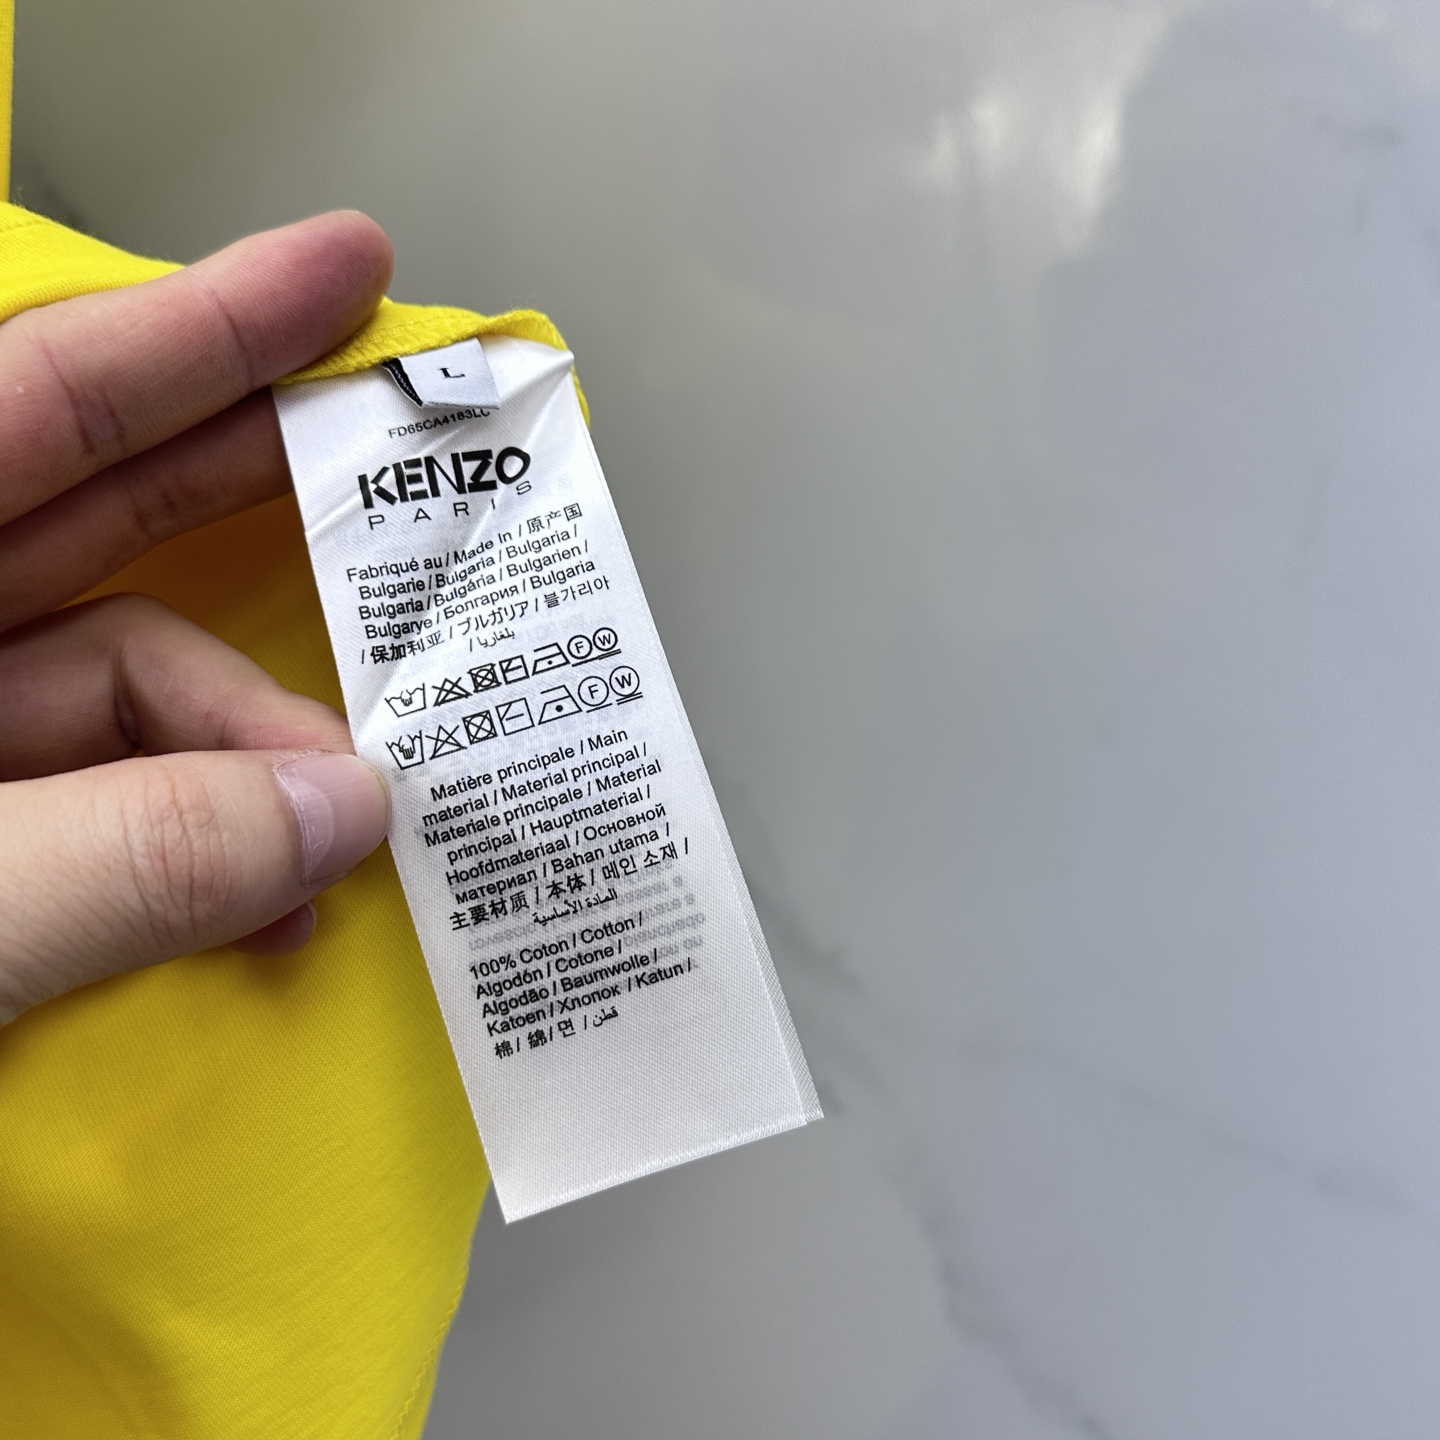 L
FD65CA4183LC
KENZO
PARIS
Fabriqué au / Made In / 原产国
Bulgarie / Bulgaria / Bulgaria /
Bulgaria / Bulgária / Bulgarien /
Bulgarye / Болгария / Bulgaria
/ 保加利亚 / ブルガリア / 불가리아
/ بلغاريا
Matière principale / Main
material / Material principal /
Materiale principale / Material
principal / Hauptmaterial /
Hoofdmateriaal / Основной
материал / Bahan utama /
主要材质 / 本体 / 메인 소재 /
المادة الأساسية
100% Coton / Cotton /
Algodón / Cotone /
Algodão / Baumwolle /
Katoen / Хлопок / Katun /
棉 / 綿 / 면 / قطن